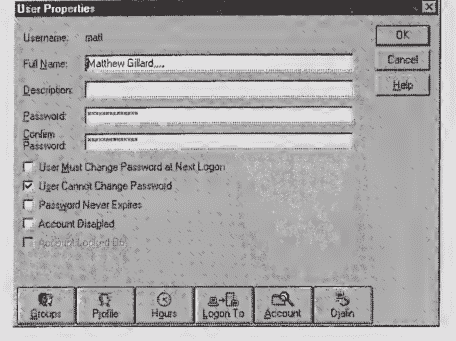 User Properties
Username: matt
OK
Full Name: Matthew Gillard,,,,
Cancel
Description:
Help
Password: **************
Confirm
Password: **************
User Must Change Password at Next Logon
User Cannot Change Password
Password Never Expires
Account Disabled
Account Locked Out
Groups
Profile
Hours
Logon To
Account
Dialin